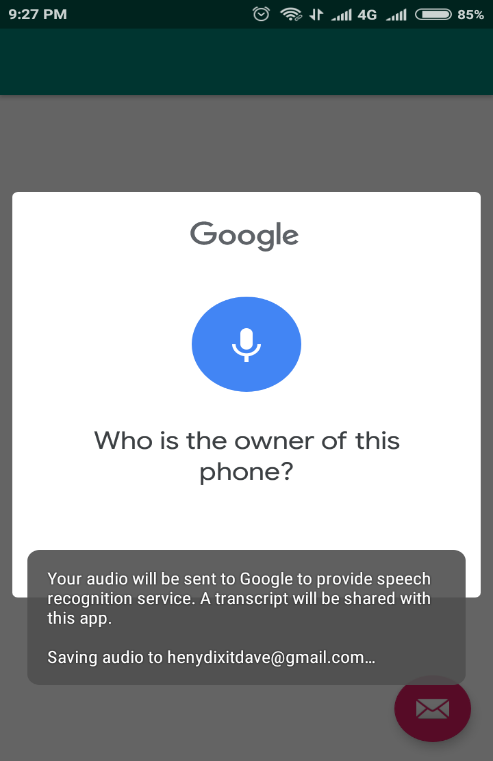 9:27 PM 4G 85%
Google
Who is the owner of this
phone?
Your audio will be sent to Google to provide speech
recognition service. A transcript will be shared with
this app.
Saving audio to henydixitdave@gmail.com...